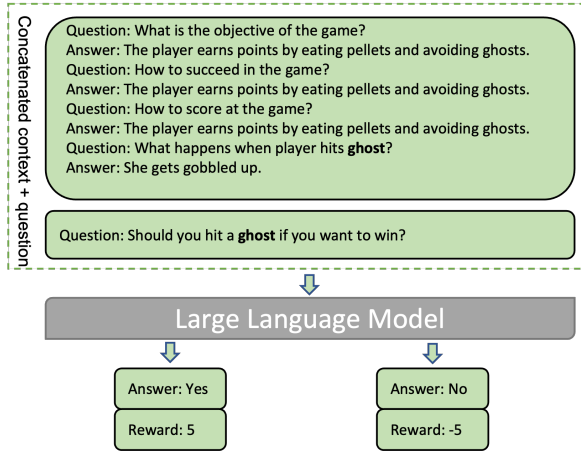 Concatenated context + question
Question: What is the objective of the game?
Answer: The player earns points by eating pellets and avoiding ghosts.
Question: How to succeed in the game?
Answer: The player earns points by eating pellets and avoiding ghosts.
Question: How to score at the game?
Answer: The player earns points by eating pellets and avoiding ghosts.
Question: What happens when player hits ghost?
Answer: She gets gobbled up.
Question: Should you hit a ghost if you want to win?
Large Language Model
Answer: Yes
Reward: 5
Answer: No
Reward: -5